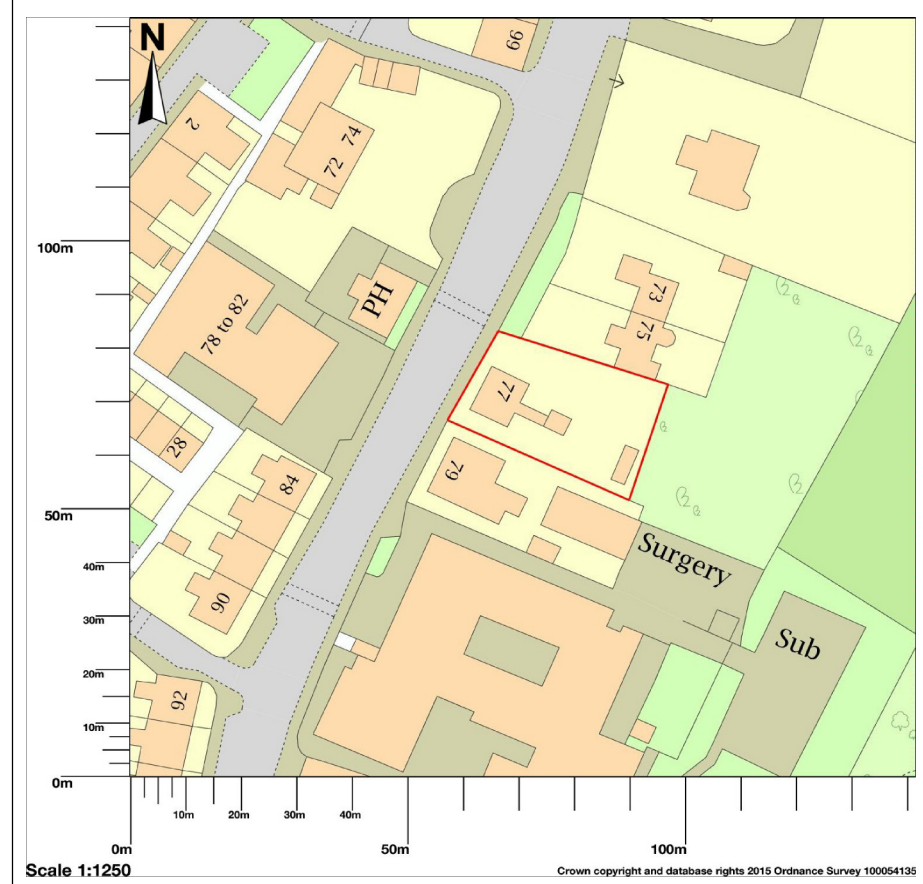 N
66
2
72 74
100m
PH
73
75
78 to 82
77
28
79
84
50m
Surgery
40m
90
30m
Sub
20m
92
10m
0m
10m 20m 30m 40m
0m 50m 100m
Scale 1:1250
Crown copyright and database rights 2015 Ordnance Survey 100054135